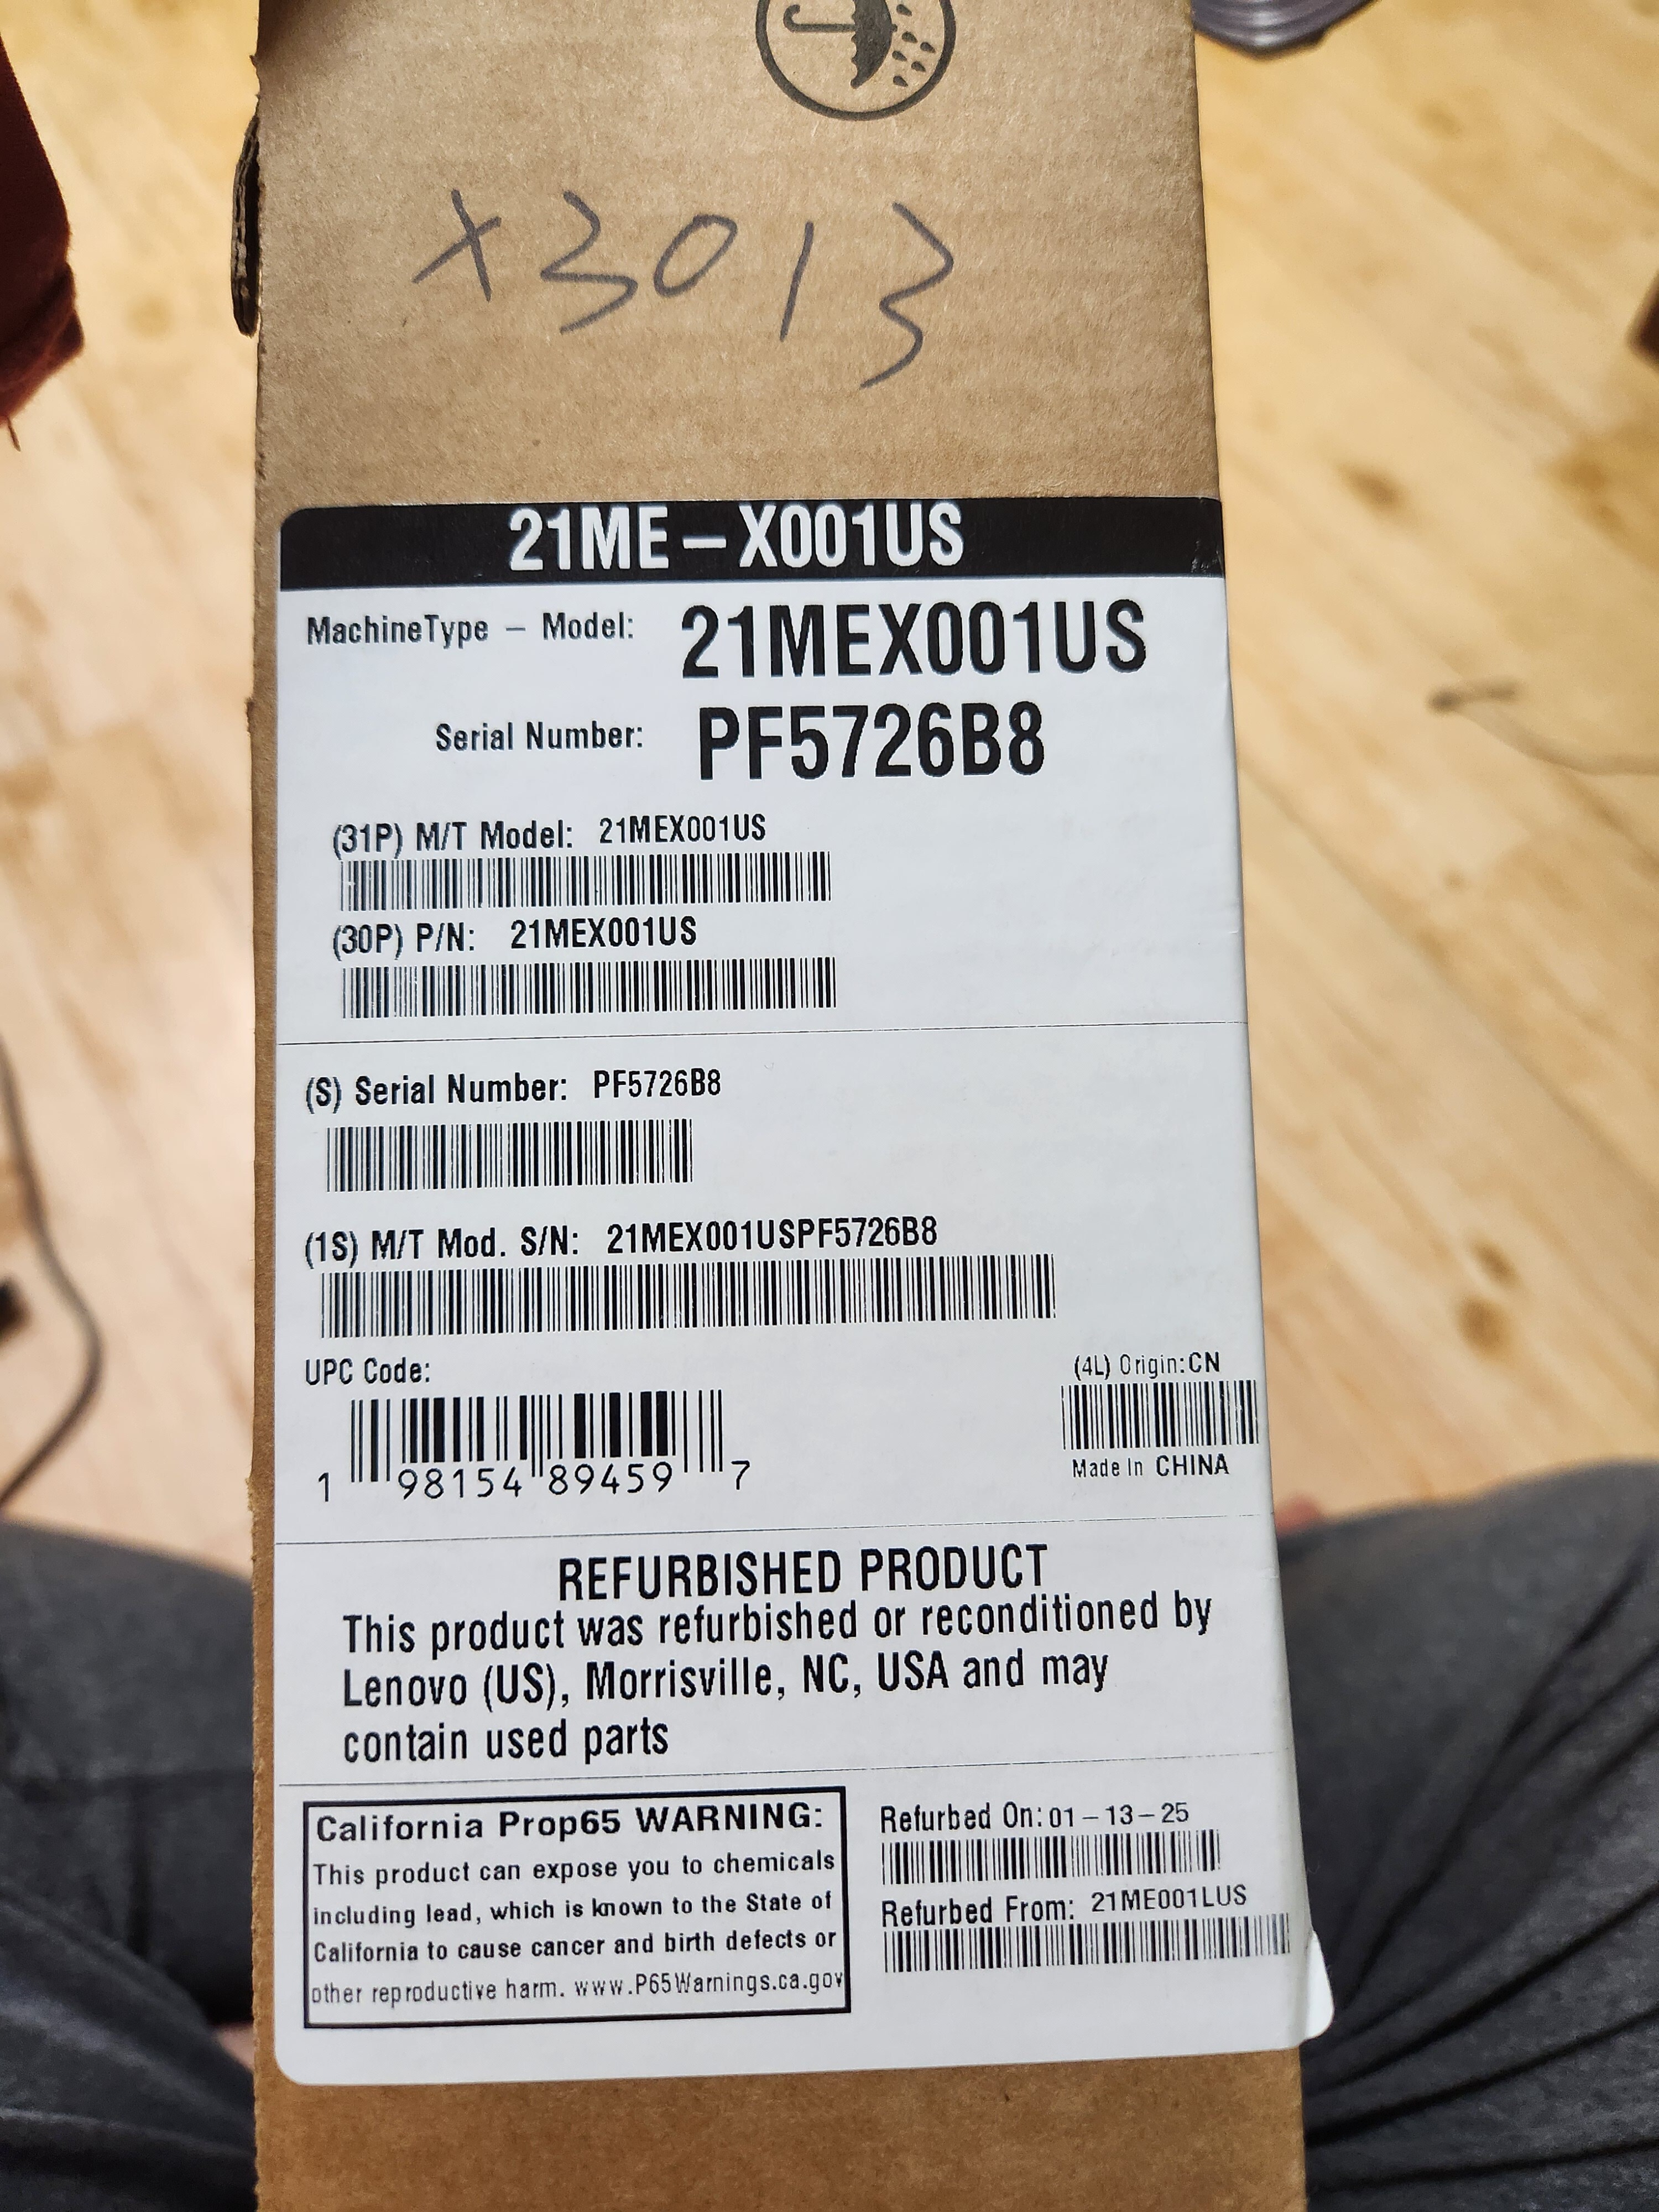 X3013
21ME-X001US
MachineType - Model: 21MEX001US
Serial Number: PF5726B8
(31P) M/T Model: 21MEX001US
(30P) P/N: 21MEX001US
(S) Serial Number: PF5726B8
(1S) M/T Mod. S/N: 21MEX001USPF5726B8
UPC Code:
1 98154 89459 7
(4L) Origin:CN
Made In CHINA
REFURBISHED PRODUCT
This product was refurbished or reconditioned by
Lenovo (US), Morrisville, NC, USA and may
contain used parts
California Prop65 WARNING:
This product can expose you to chemicals
including lead, which is known to the State of
California to cause cancer and birth defects or
other reproductive harm. www.P65Warnings.ca.gov
Refurbed On: 01-13-25
Refurbed From: 21ME001LUS